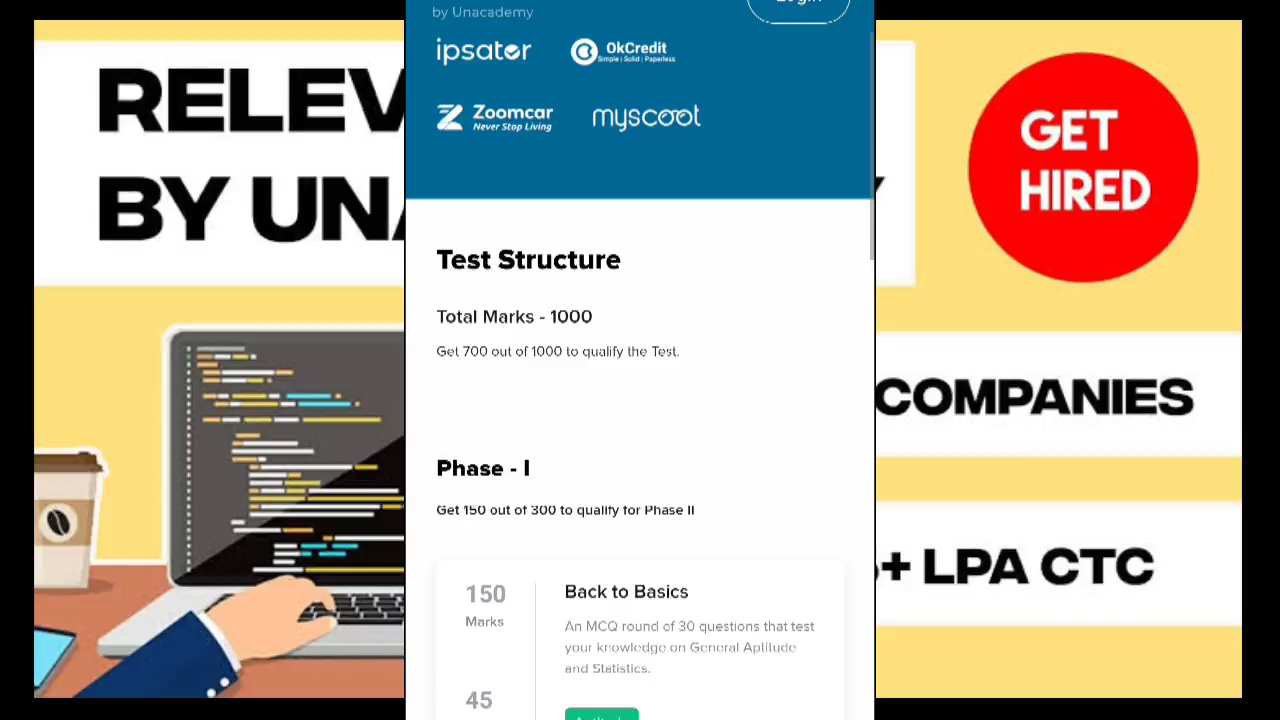 RELEV
BY UNA
by Unacademy
ipsator
OkCredit
Simple | Solid | Paperless
Zoomcar
Never Stop Living
myscoot
Test Structure
Total Marks - 1000
Get 700 out of 1000 to qualify the Test.
Phase - I
Get 150 out of 300 to qualify for Phase II
150
Marks
Back to Basics
An MCQ round of 30 questions that test
your knowledge on General Aptitude
and Statistics.
45
GET
HIRED
COMPANIES
+ LPA CTC